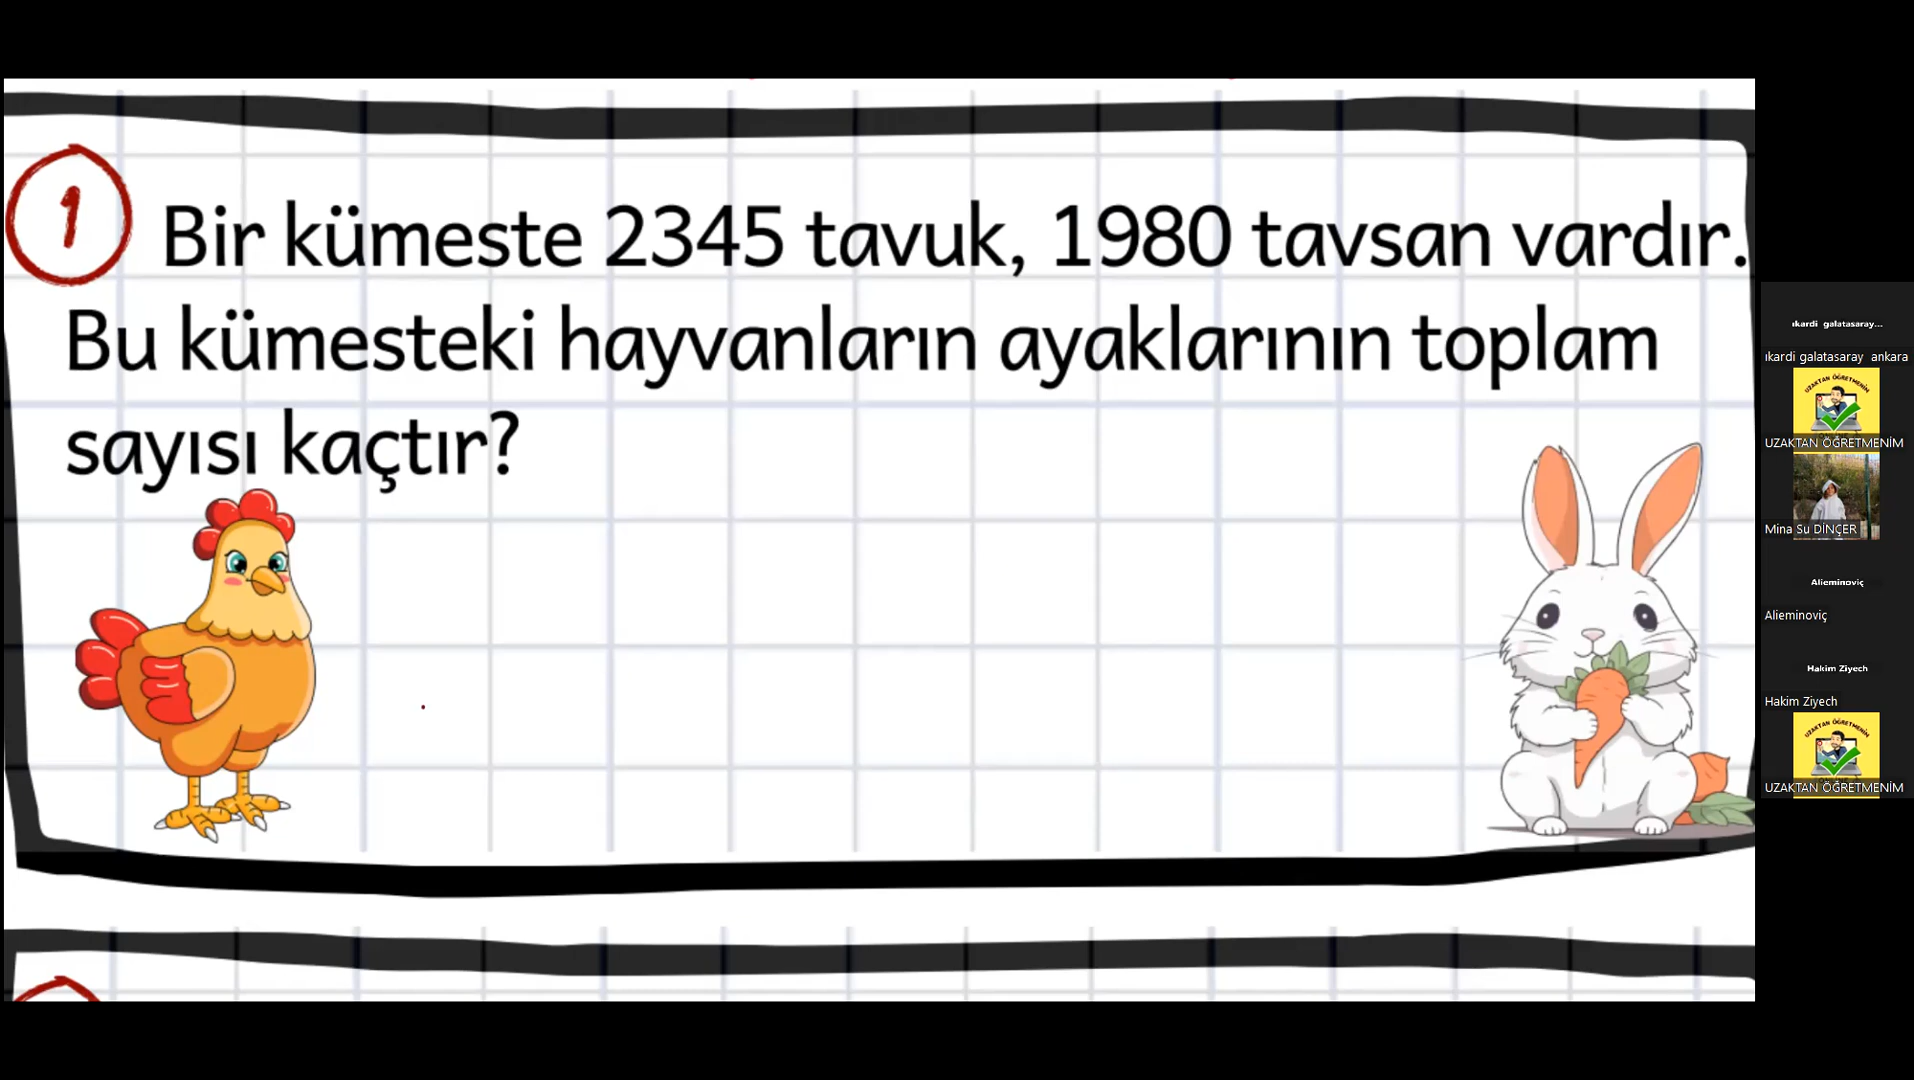 1
Bir kümeste 2345 tavuk, 1980 tavsan vardır.
Bu kümesteki hayvanların ayaklarının toplam
sayısı kaçtır?
ıkardi galatasaray...
ıkardi galatasaray ankara
UZAKTAN ÖĞRETMENİM
UZAKTAN ÖĞRETMENİM
Mina Su DİNÇER
Alieminoviç
Alieminoviç
Hakim Ziyech
Hakim Ziyech
UZAKTAN ÖĞRETMENİM
UZAKTAN ÖĞRETMENİM